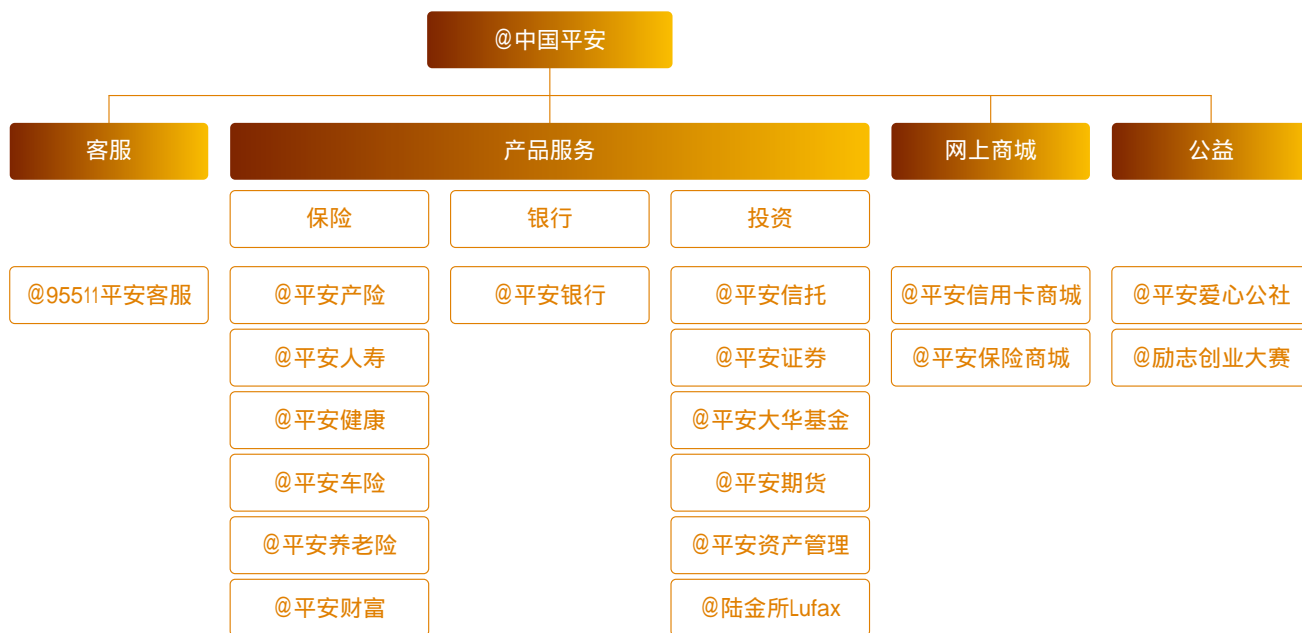 @中国平安
客服
产品服务
网上商城
公益
保险
银行
投资
@95511平安客服
@平安产险
@平安银行
@平安信托
@平安信用卡商城
@平安爱心公社
@平安人寿
@平安证券
@平安保险商城
@励志创业大赛
@平安健康
@平安大华基金
@平安车险
@平安期货
@平安养老险
@平安资产管理
@平安财富
@陆金所Lufax